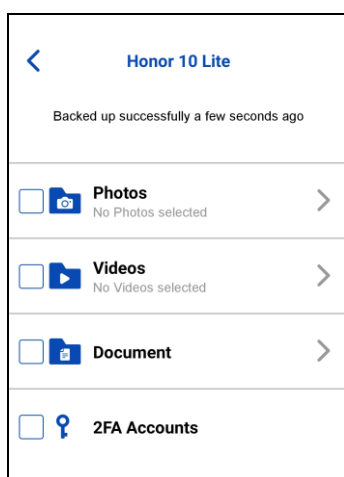 Honor 10 Lite
Backed up successfully a few seconds ago
Photos
No Photos selected
Videos
No Videos selected
Document
2FA Accounts